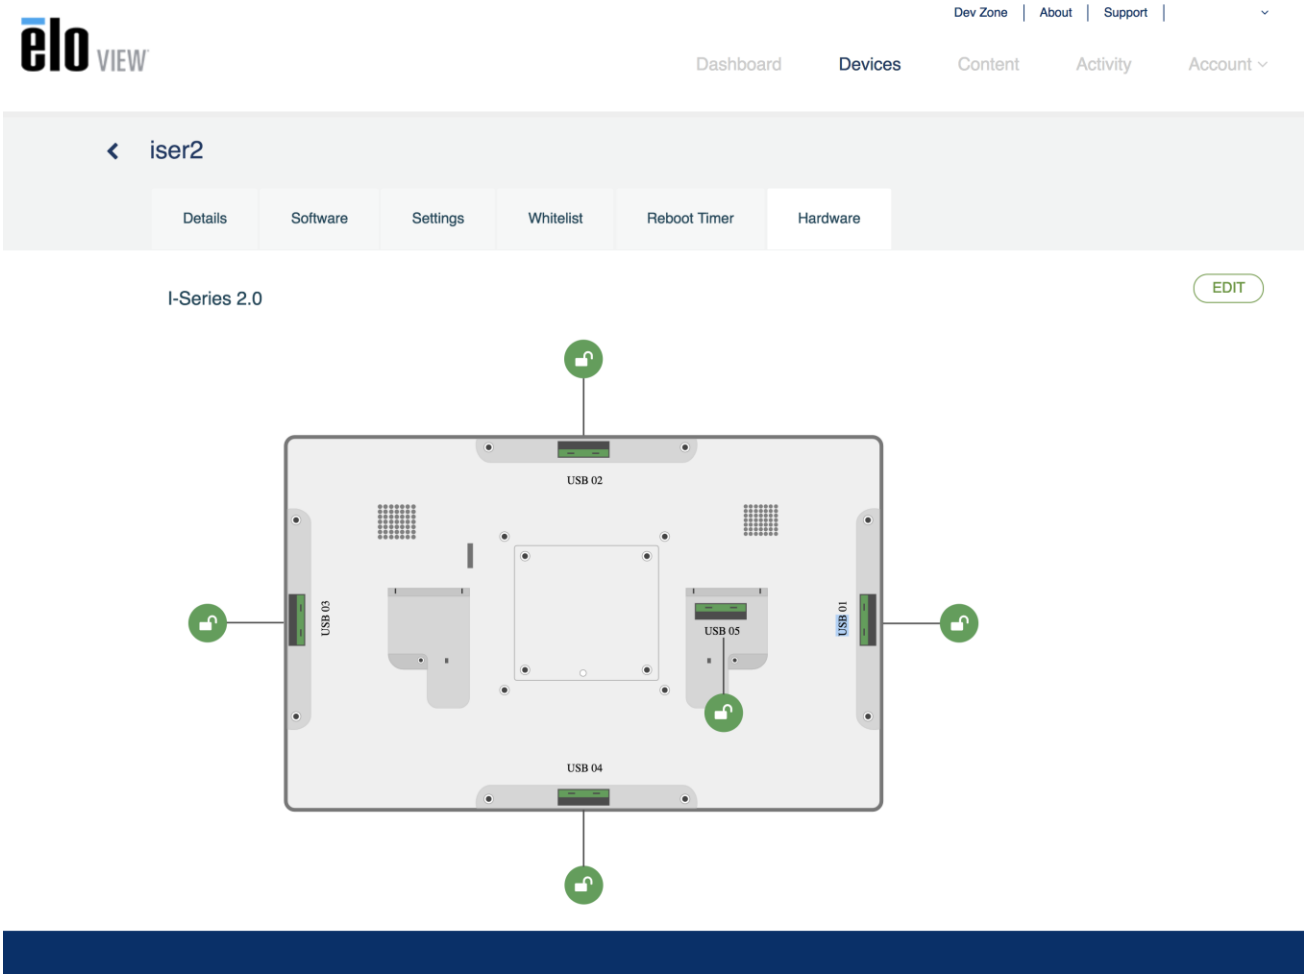 Dev Zone | About | Support |
ēlo VIEW
Dashboard Devices Content Activity Account
iser2
Details Software Settings Whitelist Reboot Timer Hardware
I-Series 2.0
EDIT
USB 02
USB 03
USB 01
USB 05
USB 04